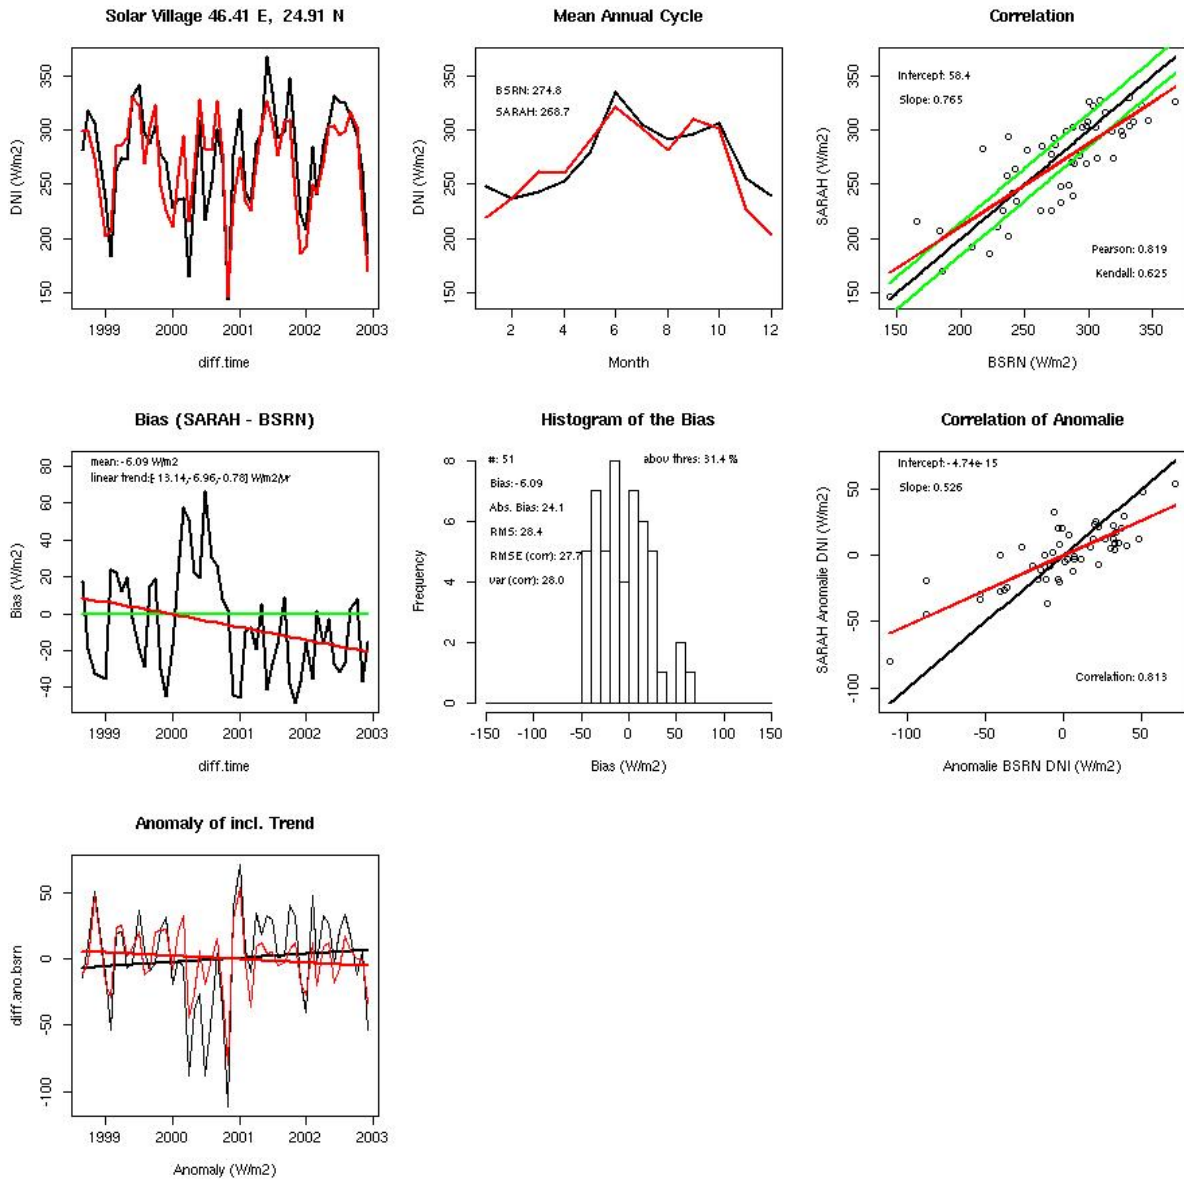 Solar Village 46.41 E, 24.91 N
DNI (W/m2)
350
300
250
200
150
1999
2000
2001
2002
2003
diff.time
Mean Annual Cycle
BSRN: 274.8
SARAH: 268.7
DNI (W/m2)
350
300
250
200
150
2
4
6
8
10
12
Month
Correlation
Intercept: 58.4
Slope: 0.765
Pearson: 0.819
Kendall: 0.625
SARAH (W/m2)
350
300
250
200
150
150
200
250
300
350
BSRN (W/m2)
Bias (SARAH - BSRN)
mean:-6.09 W/m2
linear trend:[-13.14,-6.96,-0.78] W/m2/yr
Bias (W/m2)
80
60
40
20
0
-20
-40
1999
2000
2001
2002
2003
diff.time
Histogram of the Bias
#: 51
abov thres: 31.4 %
Bias: -6.09
Abs. Bias: 24.1
RMS: 28.4
RMSE (corr): 27.7
var (corr): 28.0
Frequency
8
6
4
2
0
-150
-100
-50
0
50
100
150
Bias (W/m2)
Correlation of Anomalie
Intercept: -4.74e-15
Slope: 0.526
Correlation: 0.813
SARAH Anomalie DNI (W/m2)
50
0
-50
-100
-100
-50
0
50
Anomalie BSRN DNI (W/m2)
Anomaly of incl. Trend
diff.ano.bsrn
50
0
-50
-100
1999
2000
2001
2002
2003
Anomaly (W/m2)